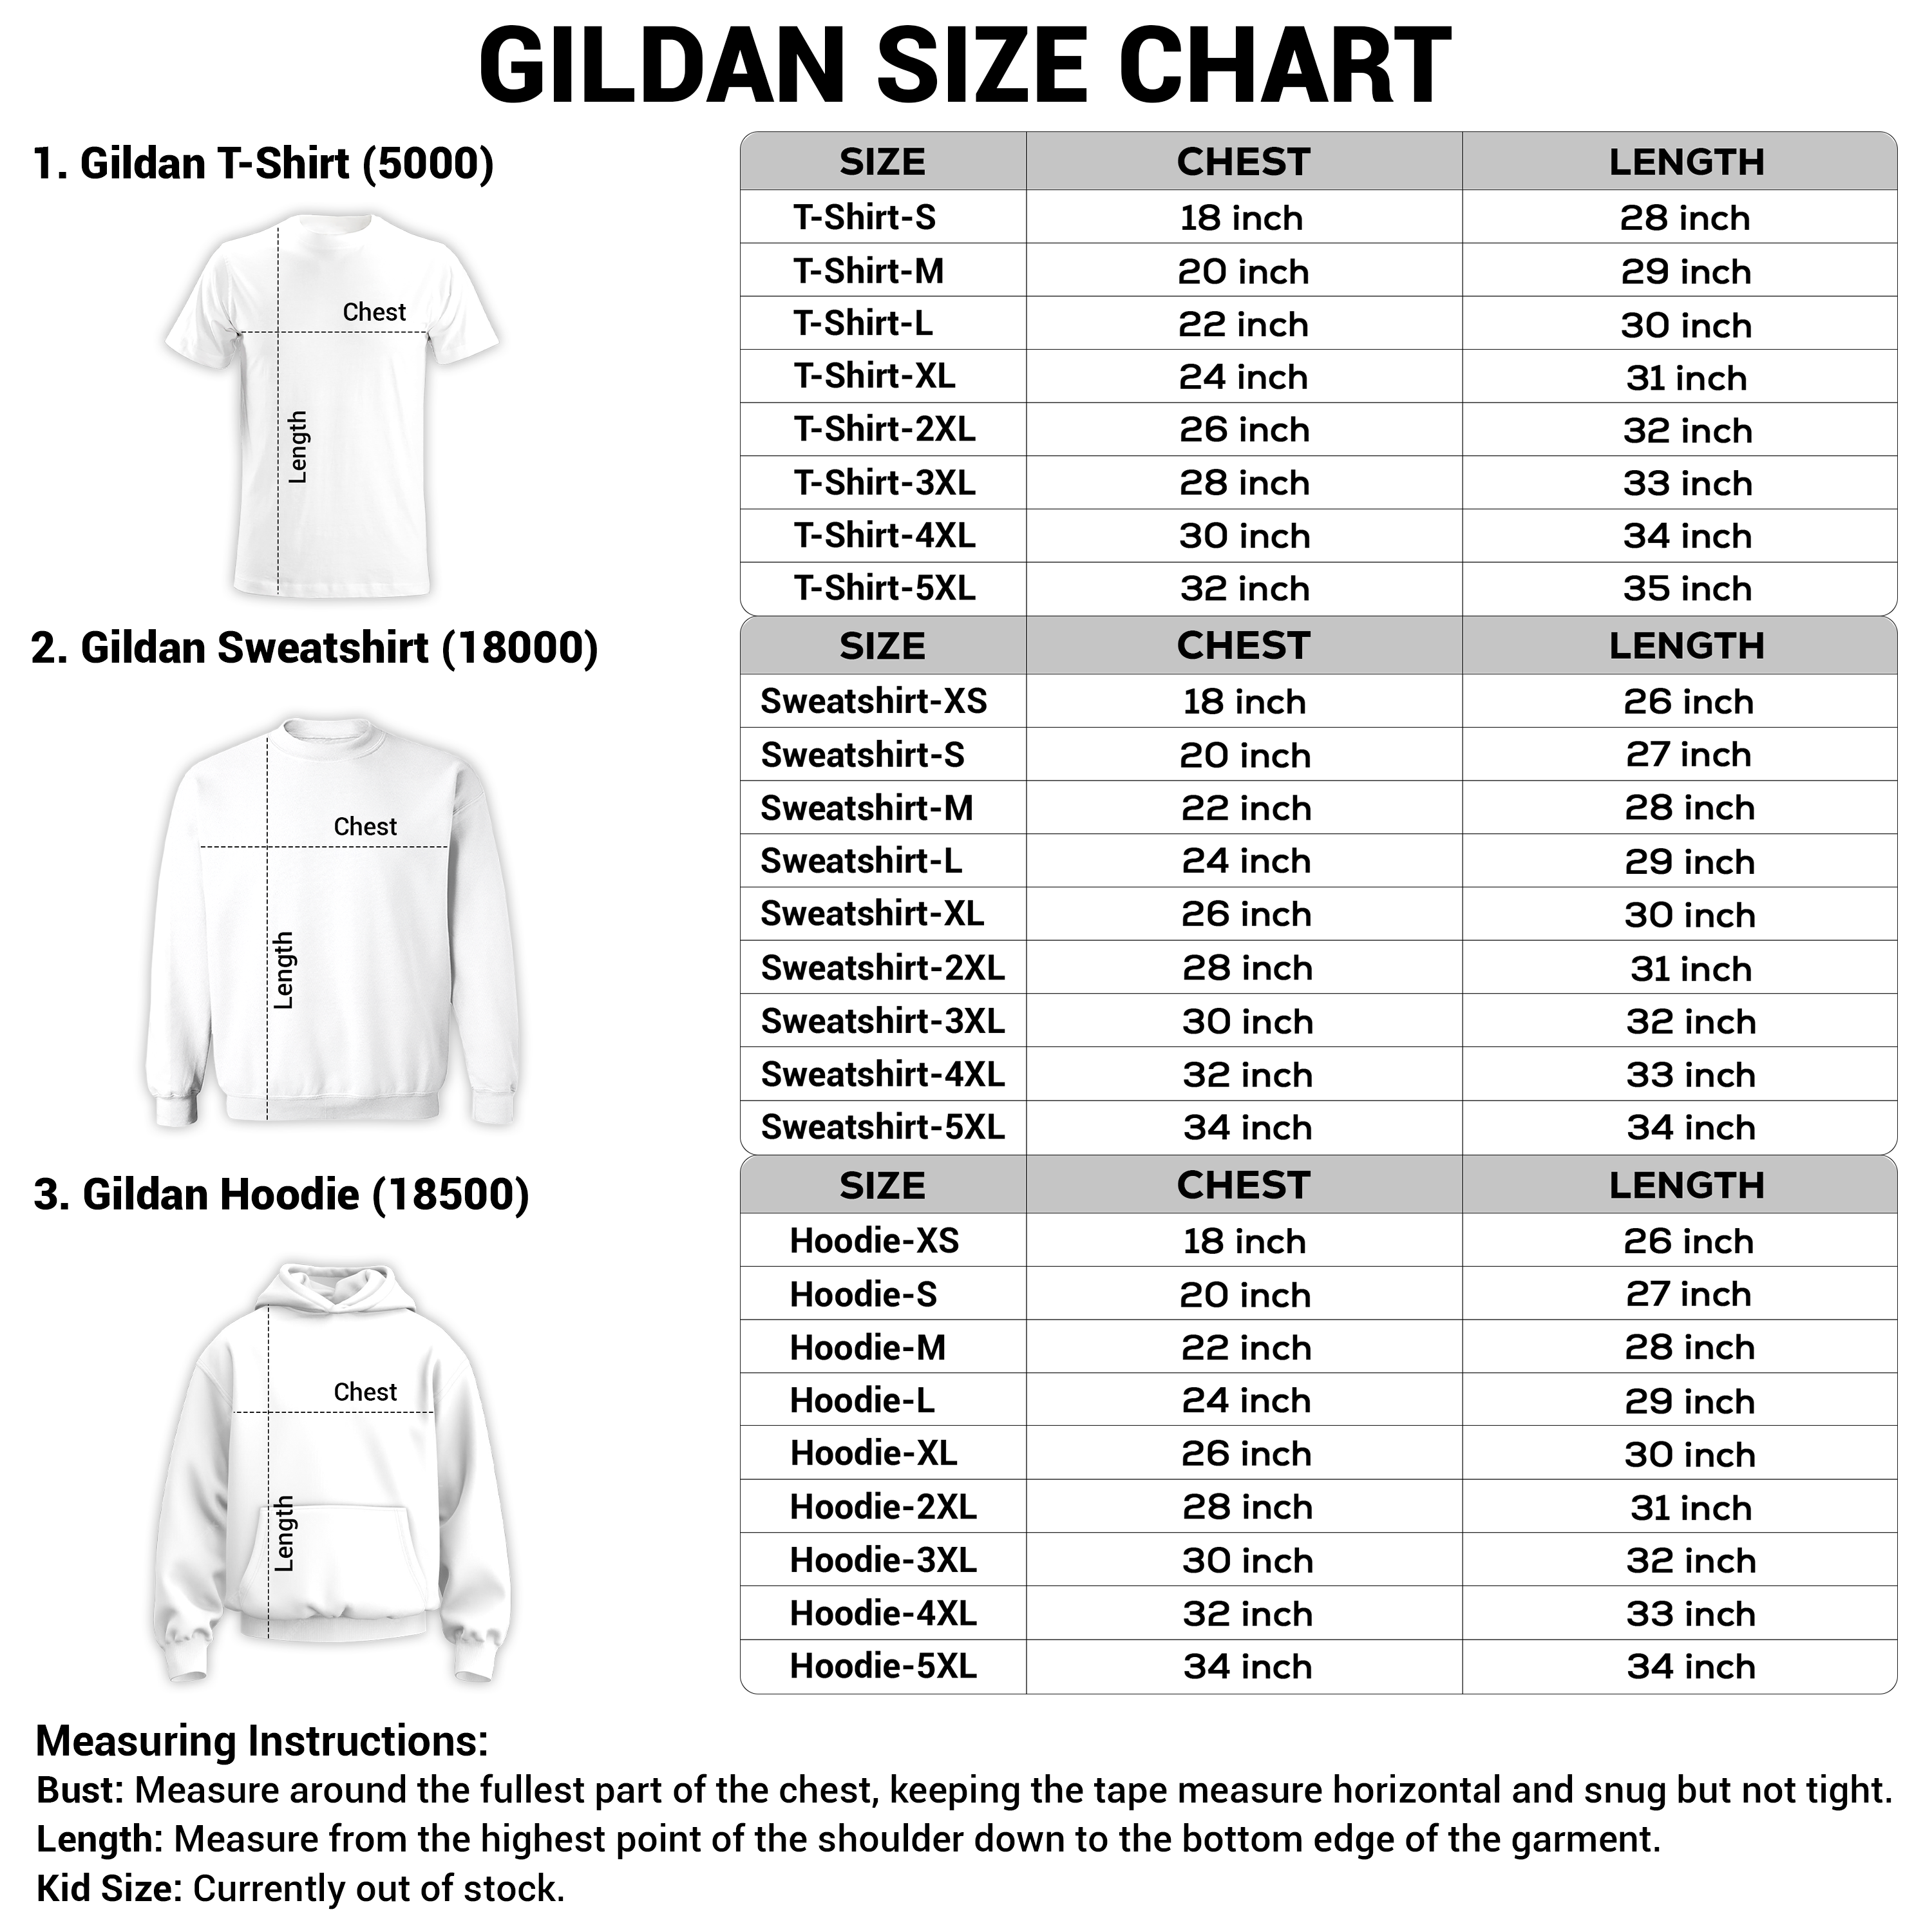 GILDAN SIZE CHART
1. Gildan T-Shirt (5000)
Chest
Length
SIZE CHEST LENGTH
T-Shirt-S 18 inch 28 inch
T-Shirt-M 20 inch 29 inch
T-Shirt-L 22 inch 30 inch
T-Shirt-XL 24 inch 31 inch
T-Shirt-2XL 26 inch 32 inch
T-Shirt-3XL 28 inch 33 inch
T-Shirt-4XL 30 inch 34 inch
T-Shirt-5XL 32 inch 35 inch
2. Gildan Sweatshirt (18000)
Chest
Length
SIZE CHEST LENGTH
Sweatshirt-XS 18 inch 26 inch
Sweatshirt-S 20 inch 27 inch
Sweatshirt-M 22 inch 28 inch
Sweatshirt-L 24 inch 29 inch
Sweatshirt-XL 26 inch 30 inch
Sweatshirt-2XL 28 inch 31 inch
Sweatshirt-3XL 30 inch 32 inch
Sweatshirt-4XL 32 inch 33 inch
Sweatshirt-5XL 34 inch 34 inch
3. Gildan Hoodie (18500)
Chest
Length
SIZE CHEST LENGTH
Hoodie-XS 18 inch 26 inch
Hoodie-S 20 inch 27 inch
Hoodie-M 22 inch 28 inch
Hoodie-L 24 inch 29 inch
Hoodie-XL 26 inch 30 inch
Hoodie-2XL 28 inch 31 inch
Hoodie-3XL 30 inch 32 inch
Hoodie-4XL 32 inch 33 inch
Hoodie-5XL 34 inch 34 inch
Measuring Instructions:
Bust: Measure around the fullest part of the chest, keeping the tape measure horizontal and snug but not tight.
Length: Measure from the highest point of the shoulder down to the bottom edge of the garment.
Kid Size: Currently out of stock.